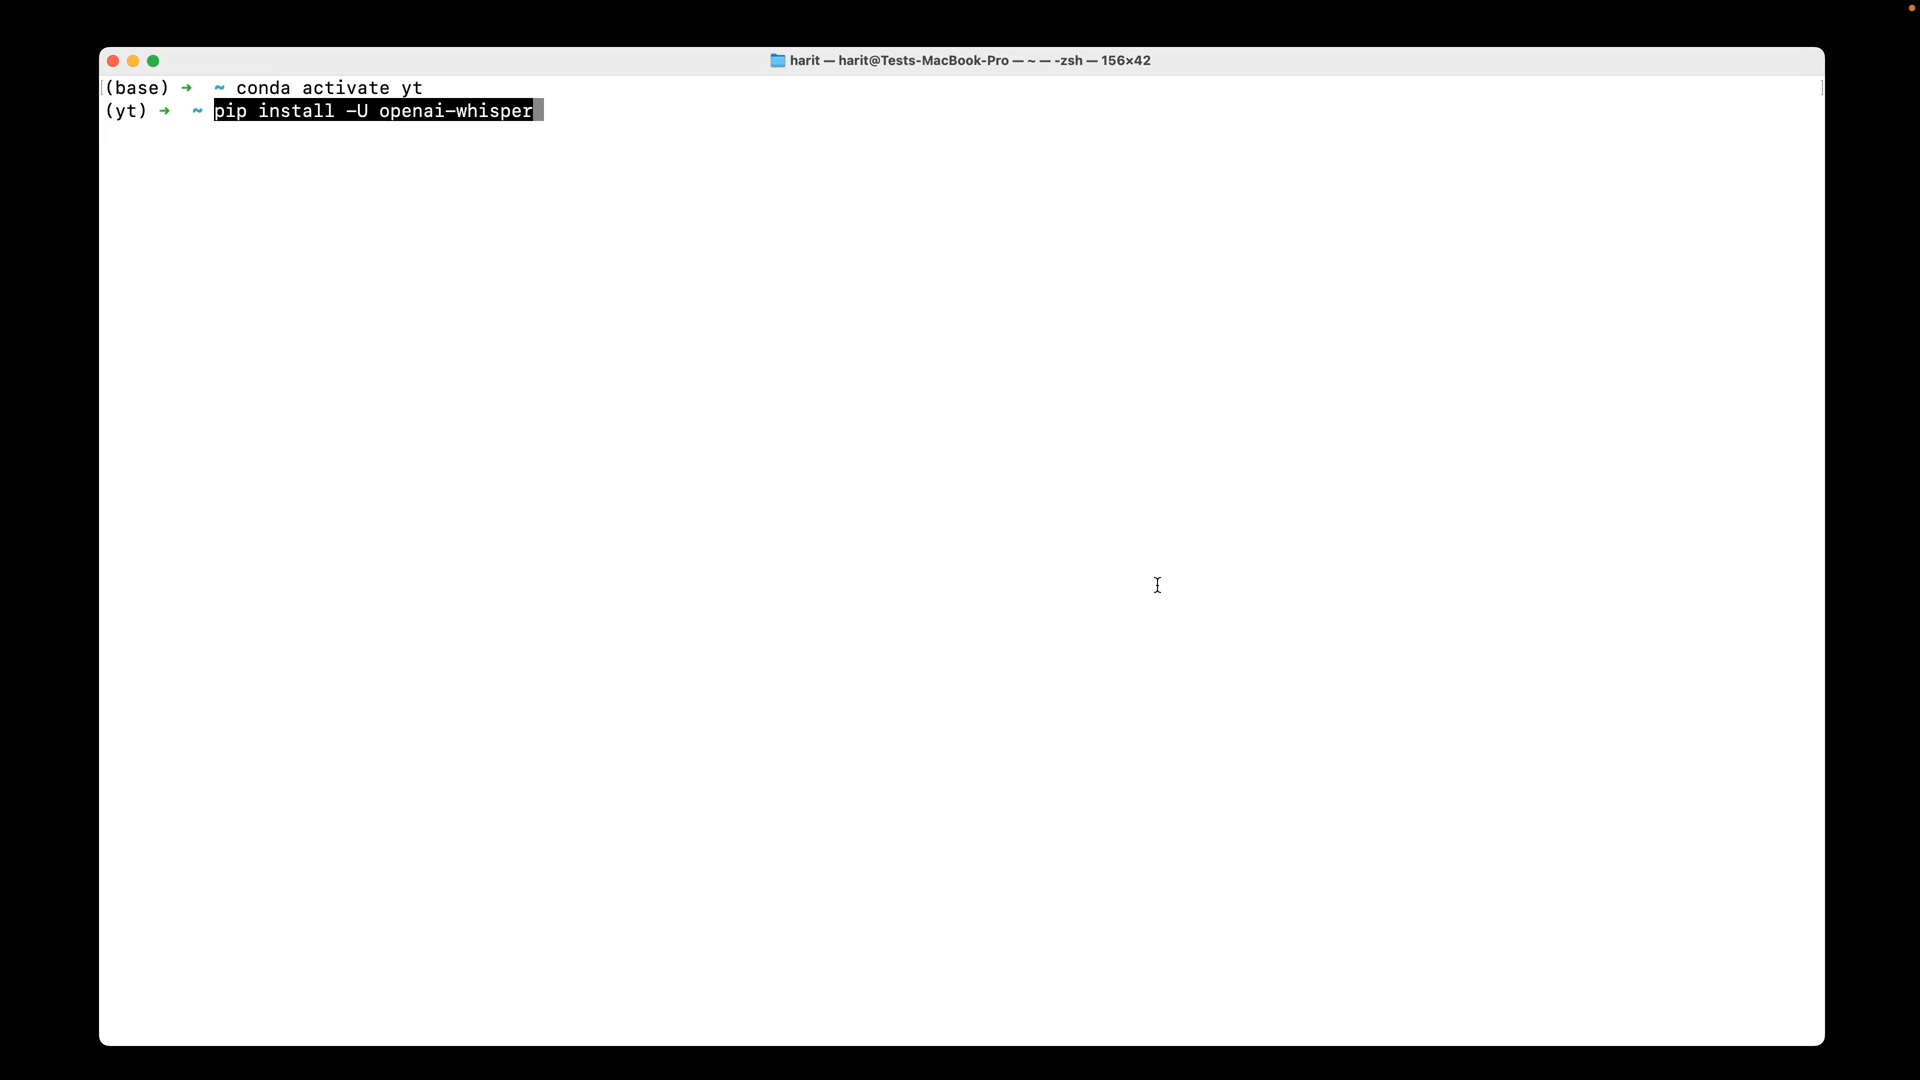 harit — harit@Tests-MacBook-Pro — ~ — -zsh — 156×42
(base) ➜ ~ conda activate yt
(yt) ➜ ~ pip install -U openai-whisper